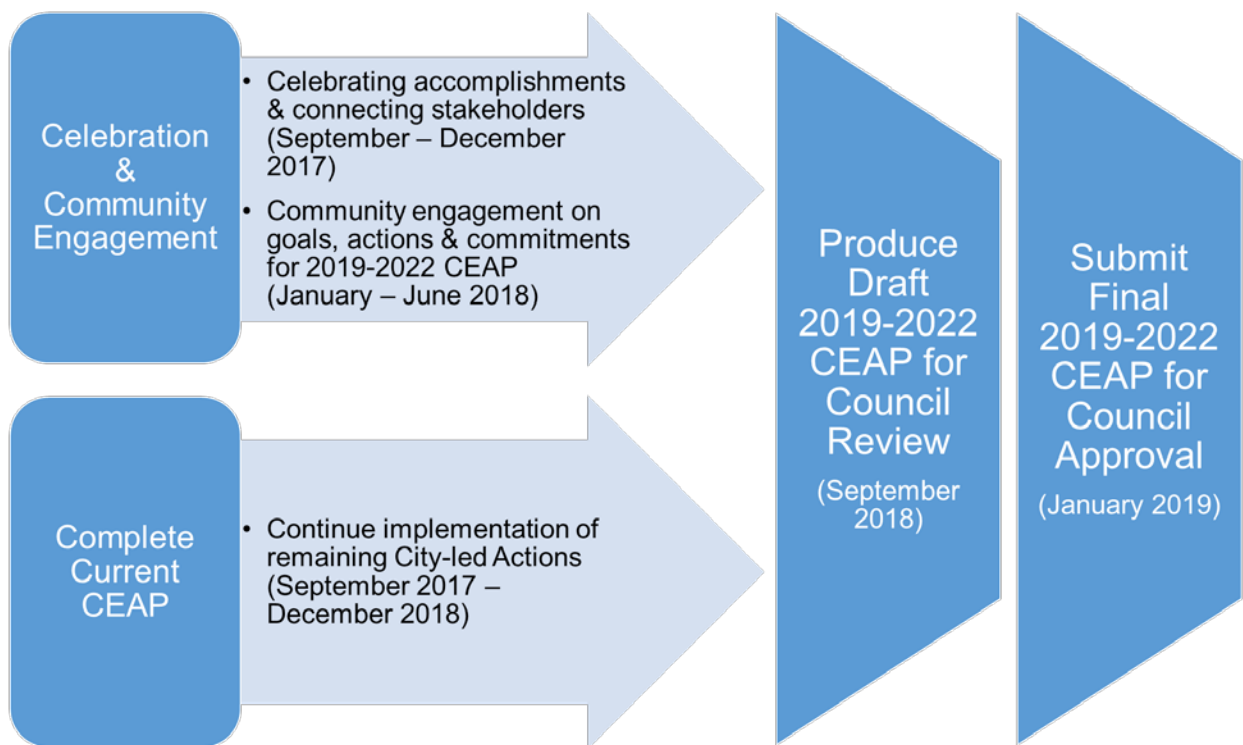 Celebration
&
Community
Engagement
• Celebrating accomplishments
& connecting stakeholders
(September – December
2017)
• Community engagement on
goals, actions & commitments
for 2019-2022 CEAP
(January – June 2018)
Complete
Current
CEAP
• Continue implementation of
remaining City-led Actions
(September 2017 –
December 2018)
Produce
Draft
2019-2022
CEAP for
Council
Review
(September
2018)
Submit
Final
2019-2022
CEAP for
Council
Approval
(January 2019)